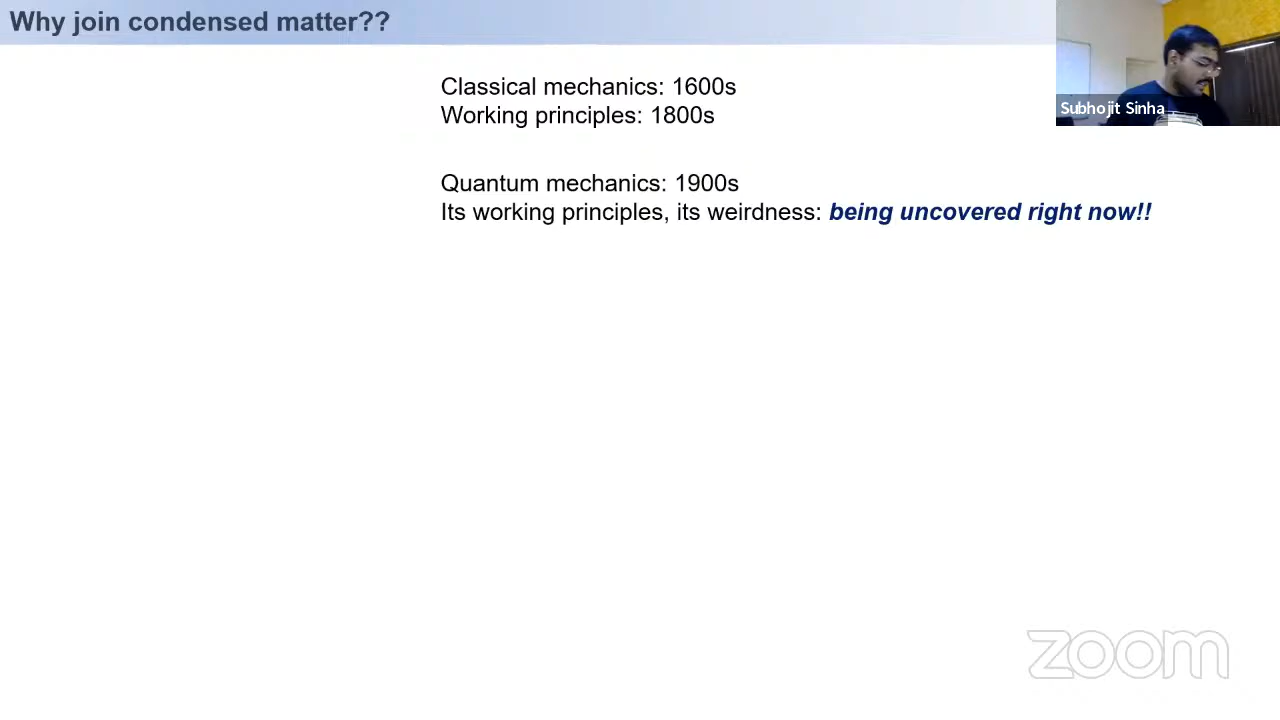 Why join condensed matter??
Classical mechanics: 1600s
Working principles: 1800s
Subhojit Sinha
Quantum mechanics: 1900s
Its working principles, its weirdness: being uncovered right now!!
zoom